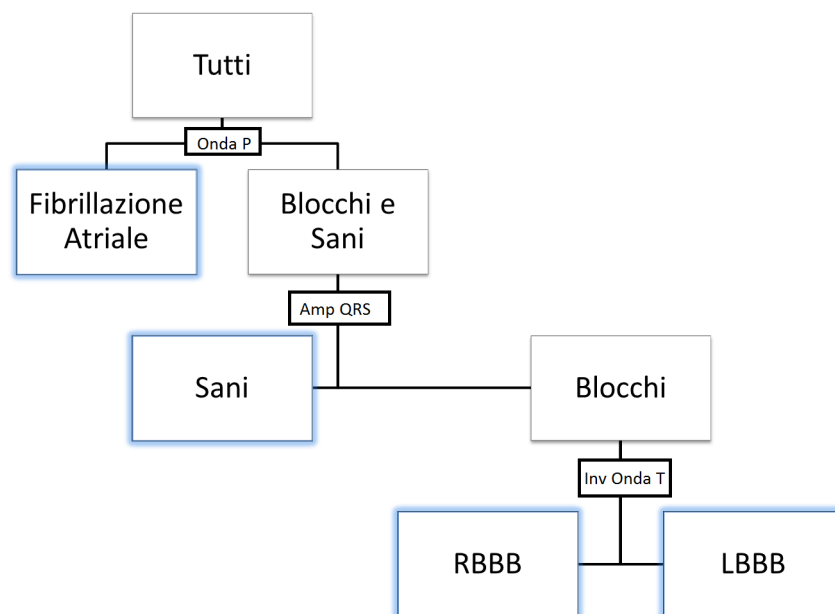 Tutti
Onda P
Fibrillazione
Atriale
Blocchi e
Sani
Amp QRS
Sani
Blocchi
Inv Onda T
RBBB
LBBB